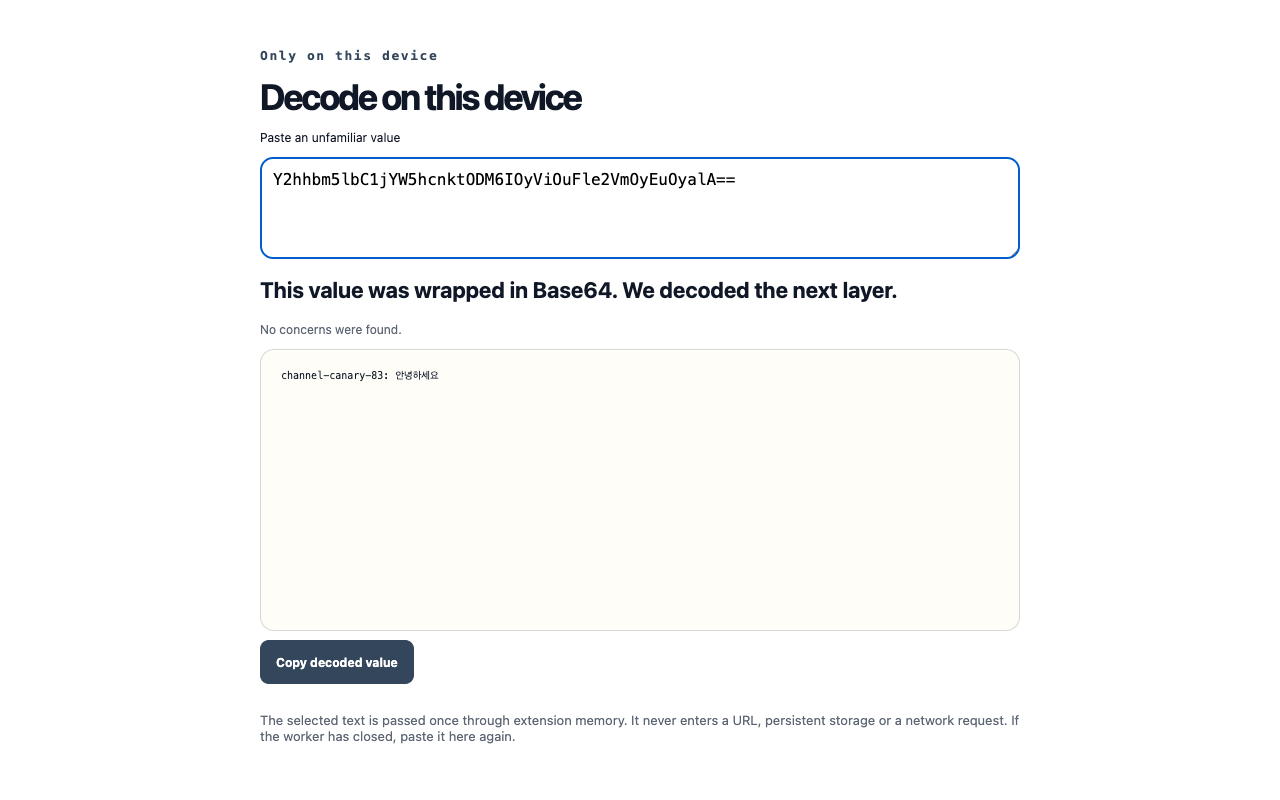 Only on this device
Decode on this device
Paste an unfamiliar value
Y2hhbm5lbC1jYW5hcnktODM6IOyViOuFle2VmOyEuOyalA==
This value was wrapped in Base64. We decoded the next layer.
No concerns were found.
channel-canary-83: 안녕하세요
Copy decoded value
The selected text is passed once through extension memory. It never enters a URL, persistent storage or a network request. If
the worker has closed, paste it here again.